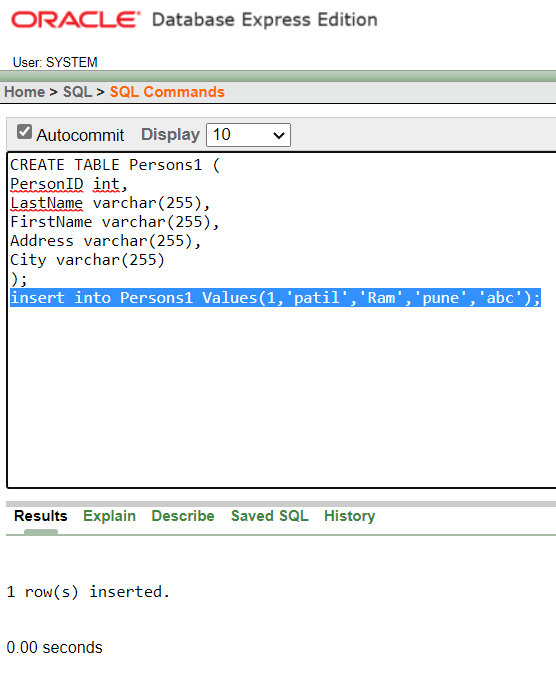 ORACLE® Database Express Edition
User: SYSTEM
Home > SQL > SQL Commands
Autocommit Display 10
CREATE TABLE Persons1 (
PersonID int,
LastName varchar(255),
FirstName varchar(255),
Address varchar(255),
City varchar(255)
);
insert into Persons1 Values(1,'patil','Ram','pune','abc');
Results Explain Describe Saved SQL History
1 row(s) inserted.
0.00 seconds